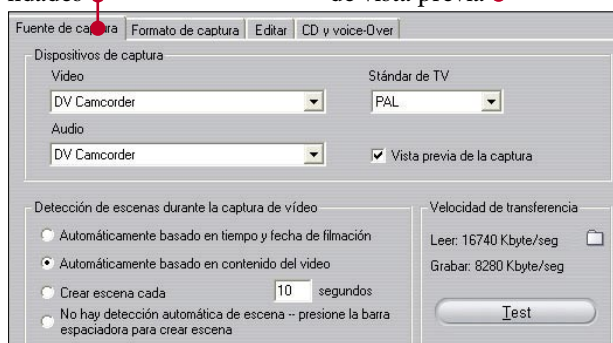 lidades
de vista previa
Fuente de captura Formato de captura Editar CD y voice-Over
Dispositivos de captura
Video
Stándar de TV
DV Camcorder
PAL
Audio
DV Camcorder
Vista previa de la captura
Detección de escenas durante la captura de vídeo
Automáticamente basado en tiempo y fecha de filmación
Automáticamente basado en contenido del video
Crear escena cada 10 segundos
No hay detección automática de escena -- presione la barra
espaciadora para crear escena
Velocidad de transferencia
Leer: 16740 Kbyte/seg
Grabar: 8280 Kbyte/seg
Test